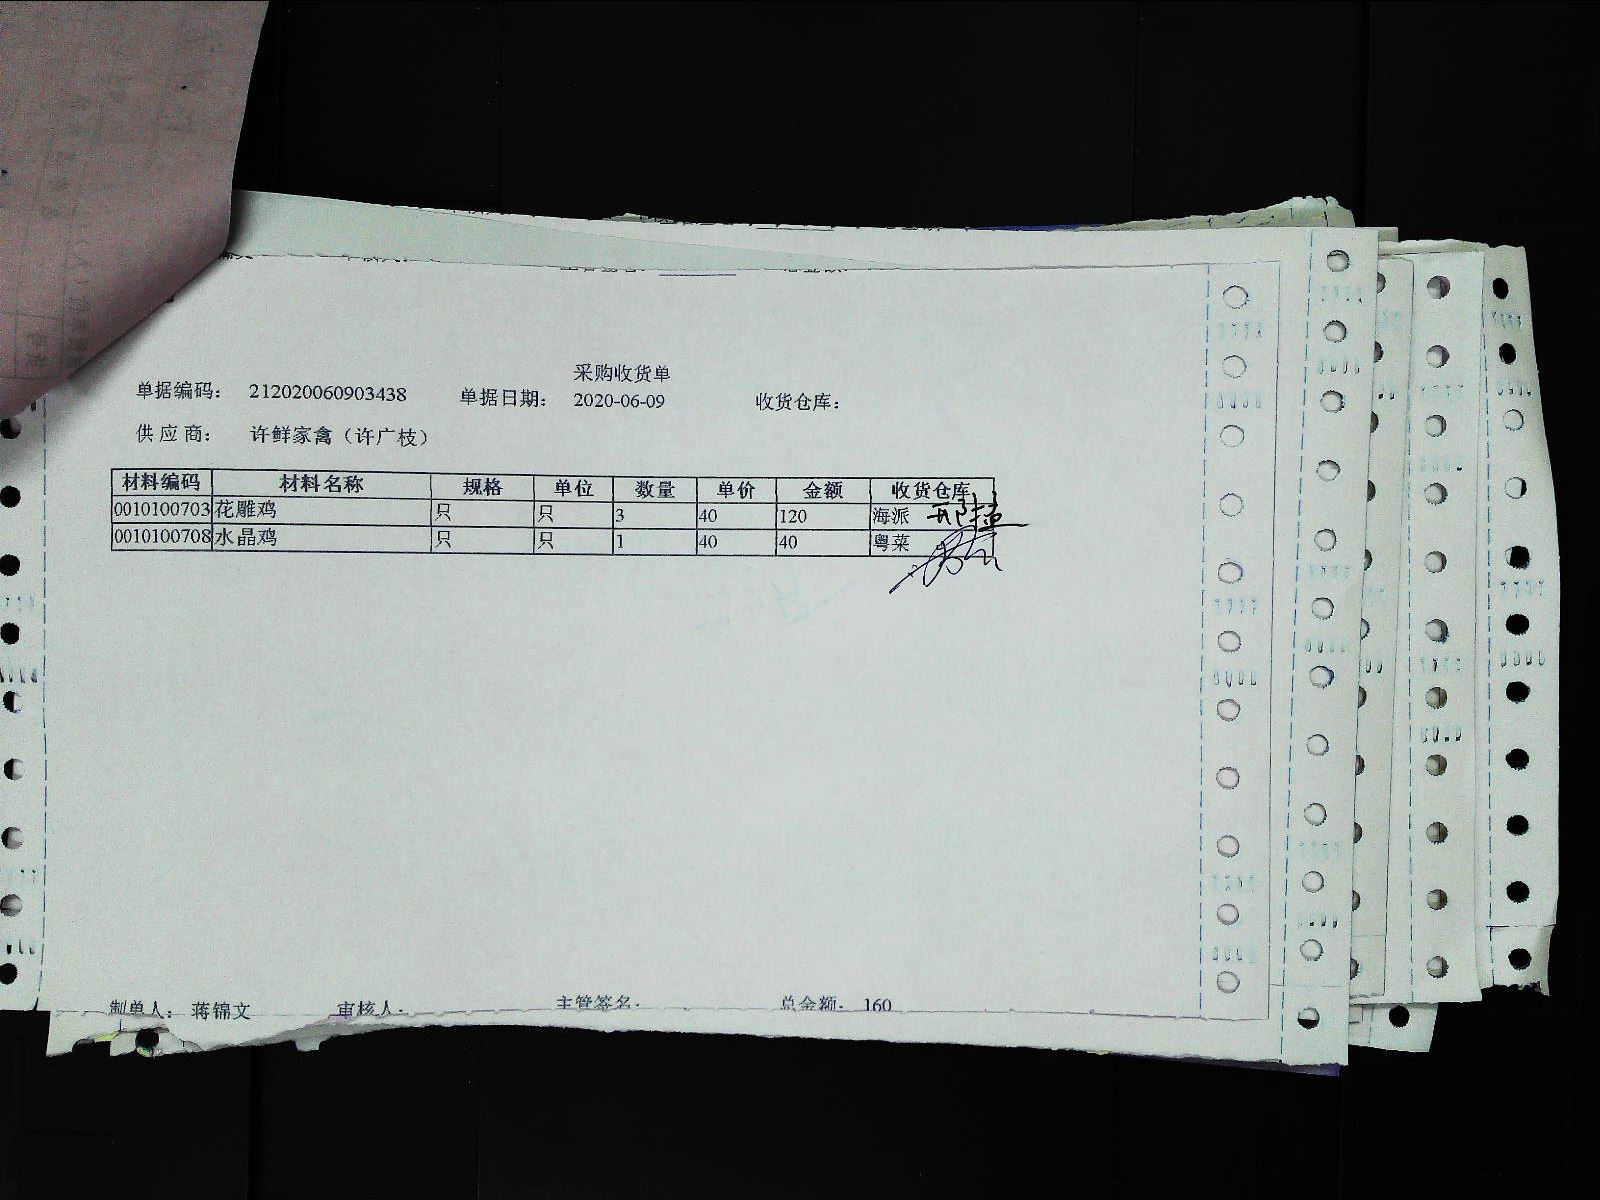 采购收货单
单据编码： 212020060903438 单据日期： 2020-06-09 收货仓库：
供应商： 许鲜家禽（许广枝）
材料编码 材料名称 规格 单位 数量 单价 金额 收货仓库
0010100703 花雕鸡 只 只 3 40 120 海派
0010100708 水晶鸡 只 只 1 40 40 粤菜
制单人： 蒋锦文 审核人： 主管签名： 总金额： 160